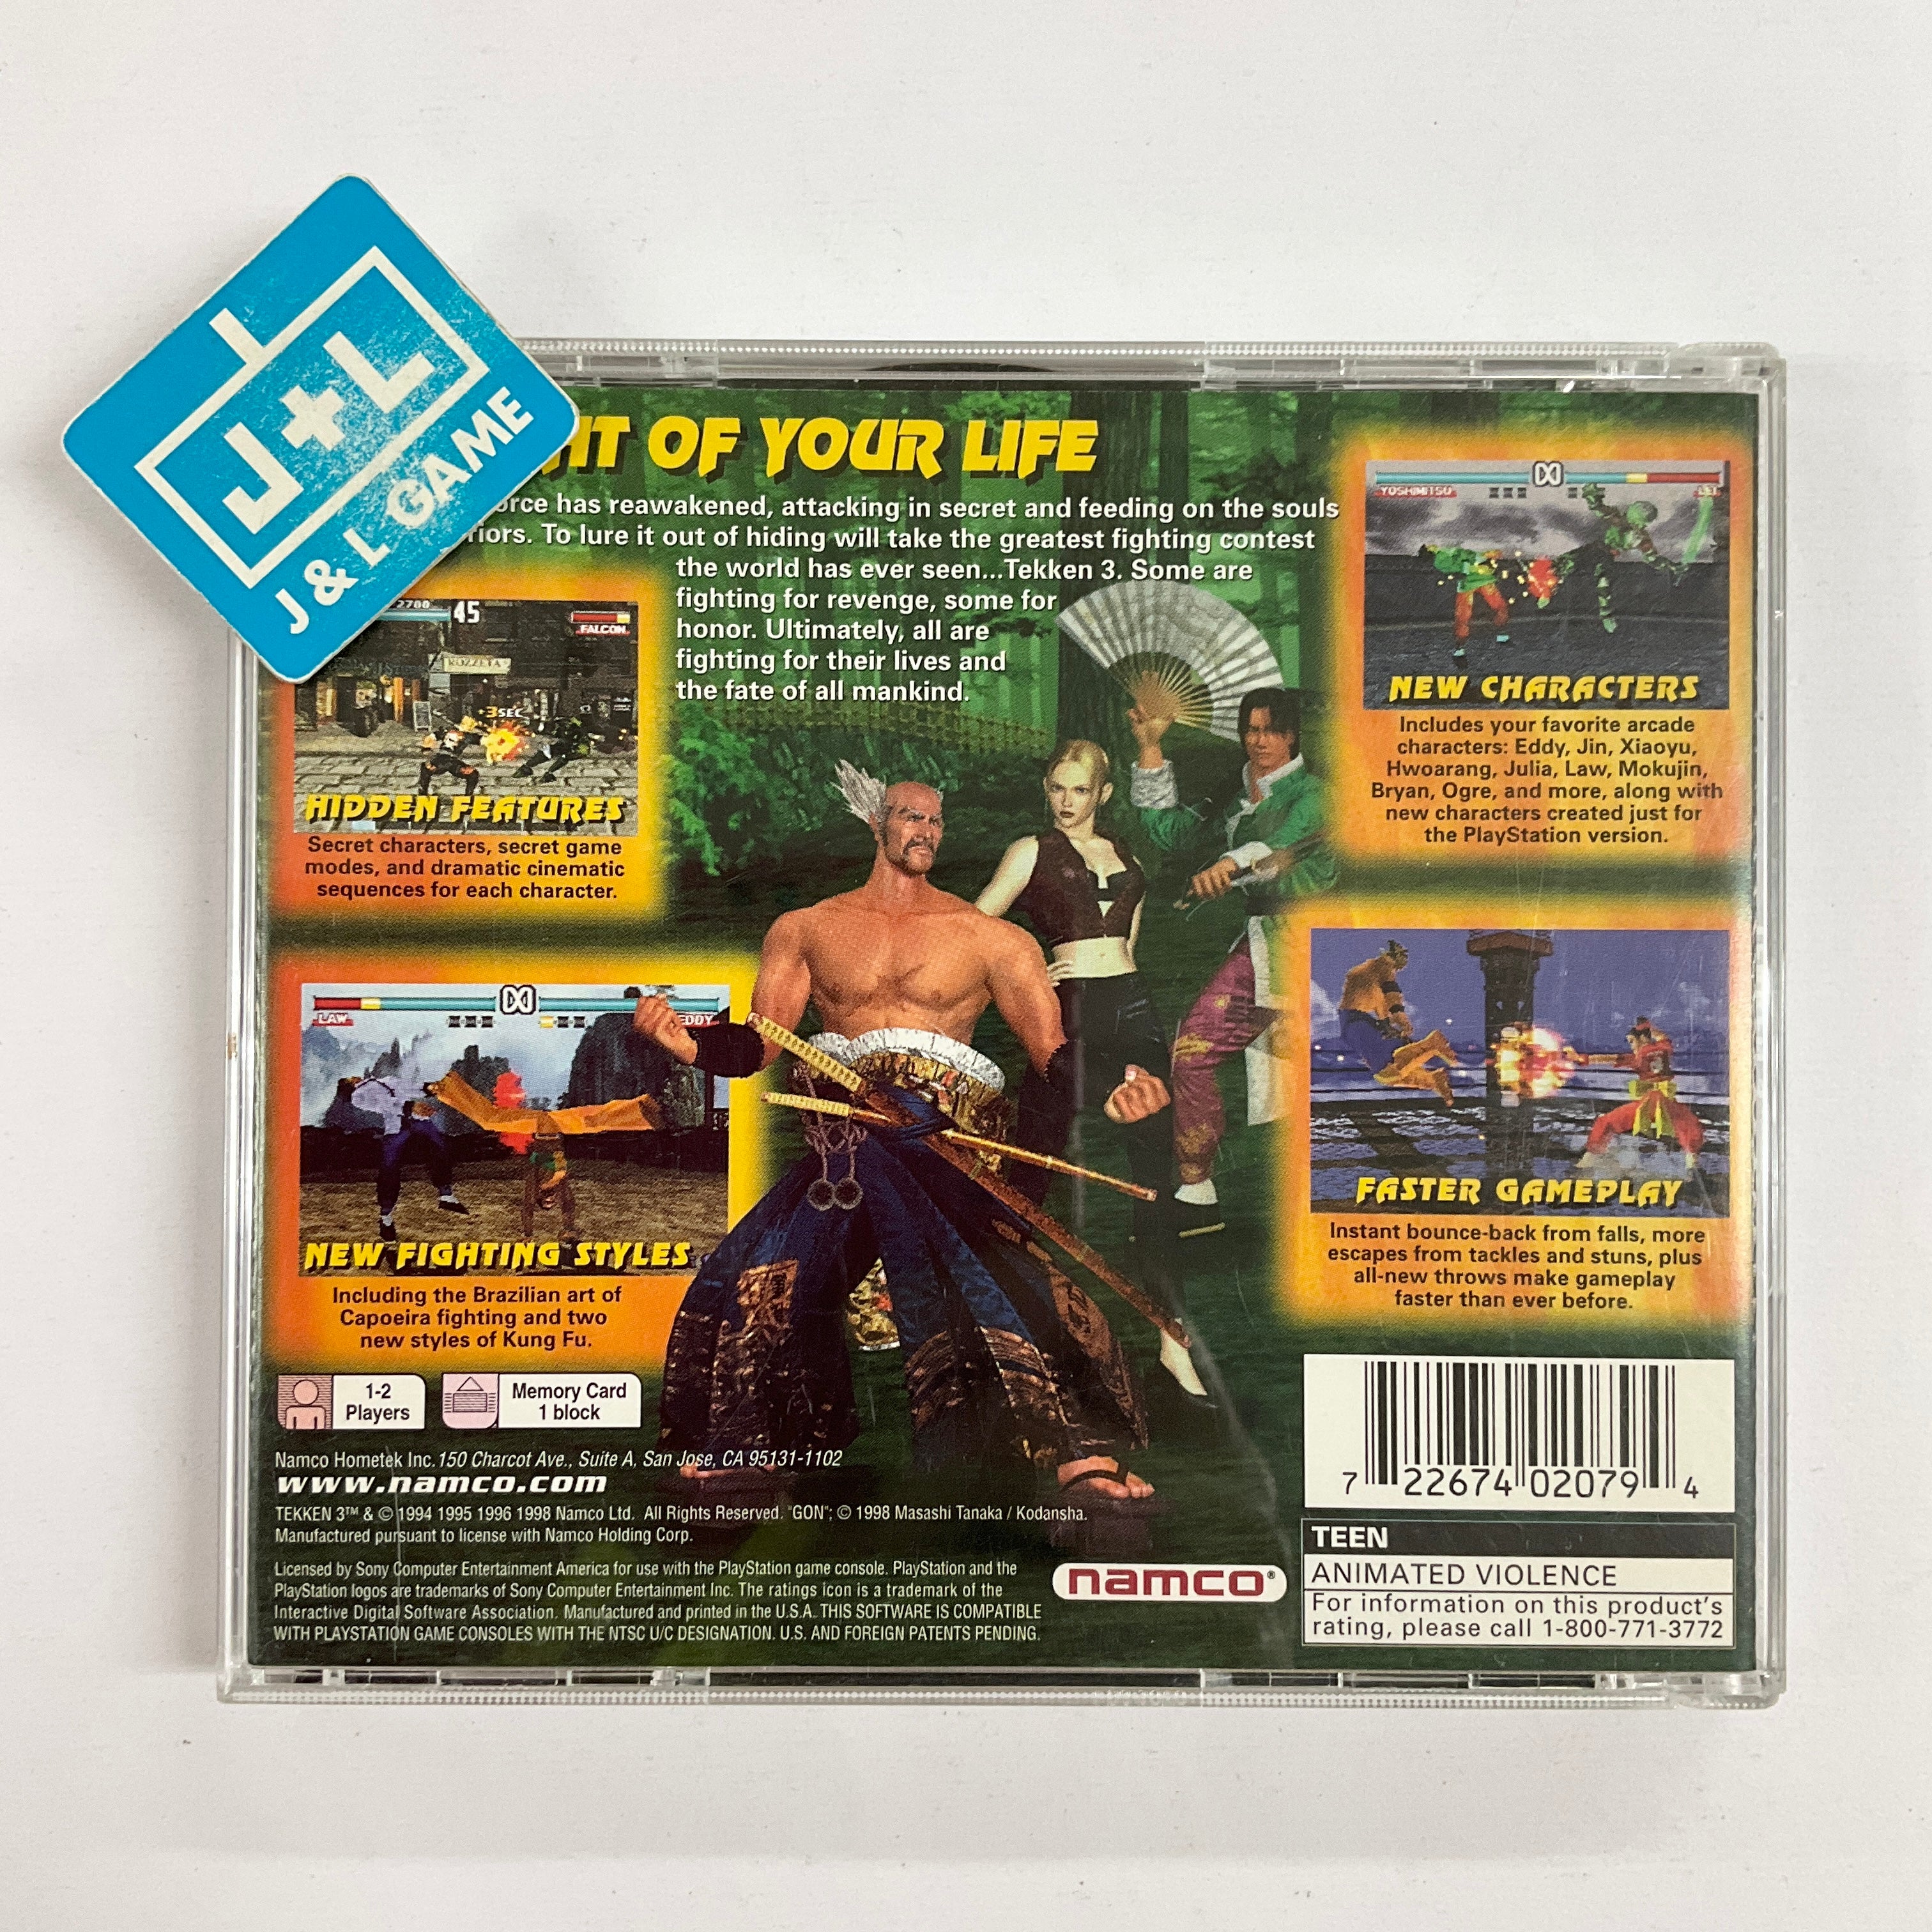 J+L
J & L GAME
OF YOUR LIFE
has reawakened, attacking in secret and feeding on the souls
To lure it out of hiding will take the greatest fighting contest
the world has ever seen...Tekken 3. Some are
fighting for revenge, some for
honor. Ultimately, all are
fighting for their lives and
the fate of all mankind.
2700 45
FALCON
ROZZETA
+3SEC
HIDDEN FEATURES
Secret characters, secret game
modes, and dramatic cinematic
sequences for each character.
YOSHIMITSU LEI
NEW CHARACTERS
Includes your favorite arcade
characters: Eddy, Jin, Xiaoyu,
Hwoarang, Julia, Law, Mokujin,
Bryan, Ogre, and more, along with
new characters created just for
the PlayStation version.
LAW EDDY
NEW FIGHTING STYLES
Including the Brazilian art of
Capoeira fighting and two
new styles of Kung Fu.
FASTER GAMEPLAY
Instant bounce-back from falls, more
escapes from tackles and stuns, plus
all-new throws make gameplay
faster than ever before.
1-2
Players
Memory Card
1 block
Namco Hometek Inc. 150 Charcot Ave., Suite A, San Jose, CA 95131-1102
www.namco.com
TEKKEN 3™ & © 1994 1995 1996 1998 Namco Ltd. All Rights Reserved. "GON"; © 1998 Masashi Tanaka / Kodansha.
Manufactured pursuant to license with Namco Holding Corp.
Licensed by Sony Computer Entertainment America for use with the PlayStation game console. PlayStation and the
PlayStation logos are trademarks of Sony Computer Entertainment Inc. The ratings icon is a trademark of the
Interactive Digital Software Association. Manufactured and printed in the U.S.A. THIS SOFTWARE IS COMPATIBLE
WITH PLAYSTATION GAME CONSOLES WITH THE NTSC U/C DESIGNATION. U.S. AND FOREIGN PATENTS PENDING.
namco®
7 22674 02079 4
TEEN
ANIMATED VIOLENCE
For information on this product's
rating, please call 1-800-771-3772